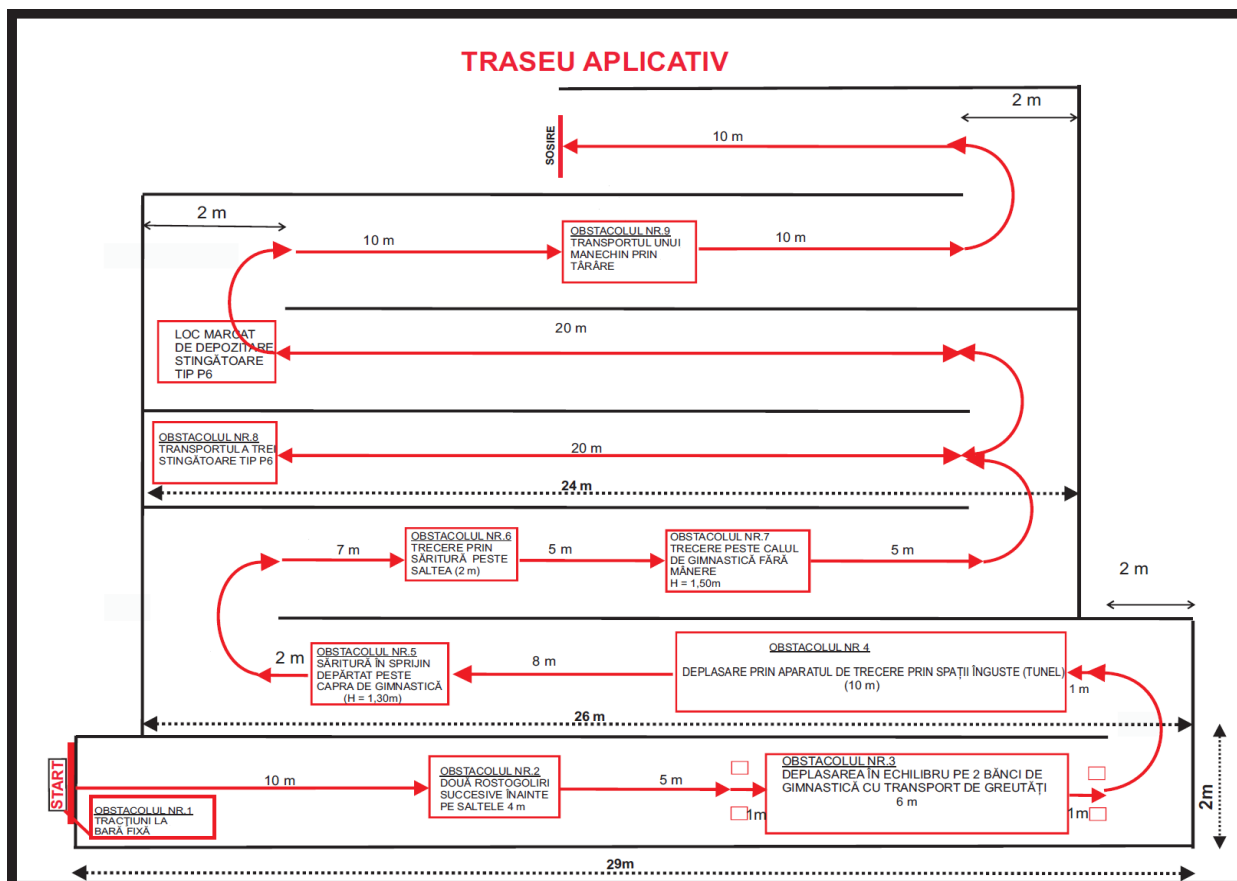 TRASEU APLICATIV
2 m
10 m
SOSIRE
2 m
10 m
OBSTACOLUL NR.9
TRANSPORTUL UNUI
MANECHIN PRIN
TÂRÂRE
10 m
LOC MARCAT
DE DEPOZITARE
STINGĂTOARE
TIP P6
20 m
OBSTACOLUL NR.8
TRANSPORTUL A TREI
STINGĂTOARE TIP P6
20 m
24 m
7 m
OBSTACOLUL NR.6
TRECERE PRIN
SĂRITURĂ PESTE
SALTEA (2 m)
5 m
OBSTACOLUL NR.7
TRECERE PESTE CALUL
DE GIMNASTICĂ FĂRĂ
MÂNERE
H = 1,50m
5 m
2 m
2 m
OBSTACOLUL NR.5
SĂRITURĂ ÎN SPRIJIN
DEPĂRTAT PESTE
CAPRA DE GIMNASTICĂ
(H = 1,30m)
8 m
OBSTACOLUL NR.4
DEPLASARE PRIN APARATUL DE TRECERE PRIN SPAȚII ÎNGUSTE (TUNEL)
(10 m)
1 m
26 m
START
OBSTACOLUL NR.1
TRACȚIUNI LA
BARĂ FIXĂ
10 m
OBSTACOLUL NR.2
DOUĂ ROSTOGOLIRI
SUCCESIVE ÎNAINTE
PE SALTELE 4 m
5 m
1m
OBSTACOLUL NR.3
DEPLASAREA ÎN ECHILIBRU PE 2 BĂNCI DE
GIMNASTICĂ CU TRANSPORT DE GREUTĂȚI
6 m
1m
2m
29m